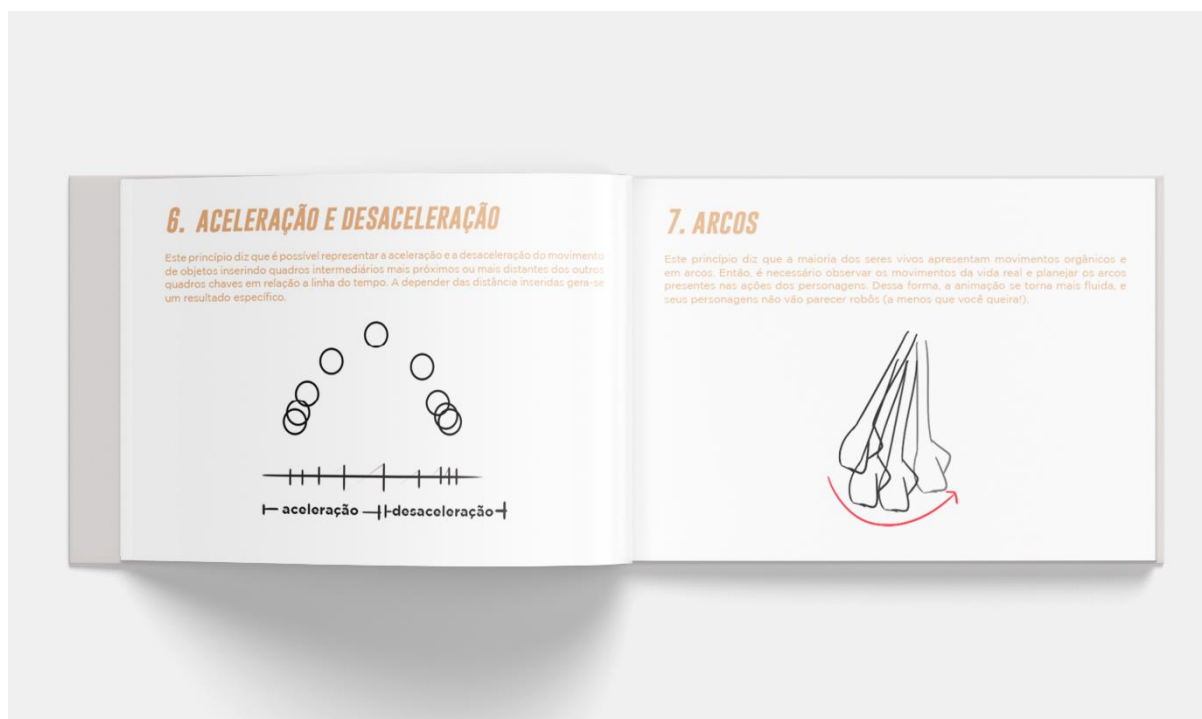 6. ACELERAÇÃO E DESACELERAÇÃO
Este princípio diz que é possível representar a aceleração e a desaceleração do movimento
de objetos inserindo quadros intermediários mais próximos ou mais distantes dos outros
quadros chaves em relação a linha do tempo. A depender das distância inseridas gera-se
um resultado específico.
aceleração
desaceleração
7. ARCOS
Este princípio diz que a maioria dos seres vivos apresentam movimentos orgânicos e
em arcos. Então, é necessário observar os movimentos da vida real e planejar os arcos
presentes nas ações dos personagens. Dessa forma, a animação se torna mais fluida, e
seus personagens não vão parecer robôs (a menos que você queira!).